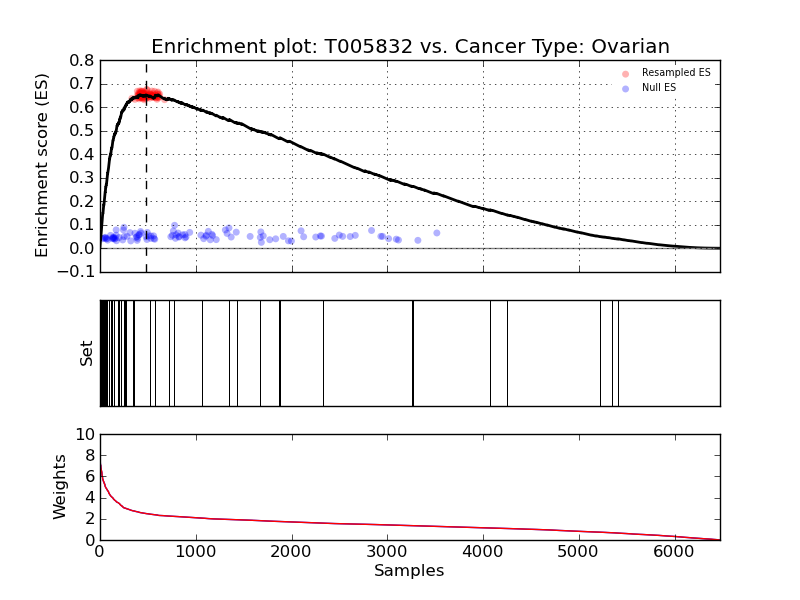 Enrichment plot: T005832 vs. Cancer Type: Ovarian
Enrichment score (ES)
0.8
0.7
0.6
0.5
0.4
0.3
0.2
0.1
0.0
−0.1
Resampled ES
Null ES
Set
Weights
10
8
6
4
2
0
0 1000 2000 3000 4000 5000 6000
Samples